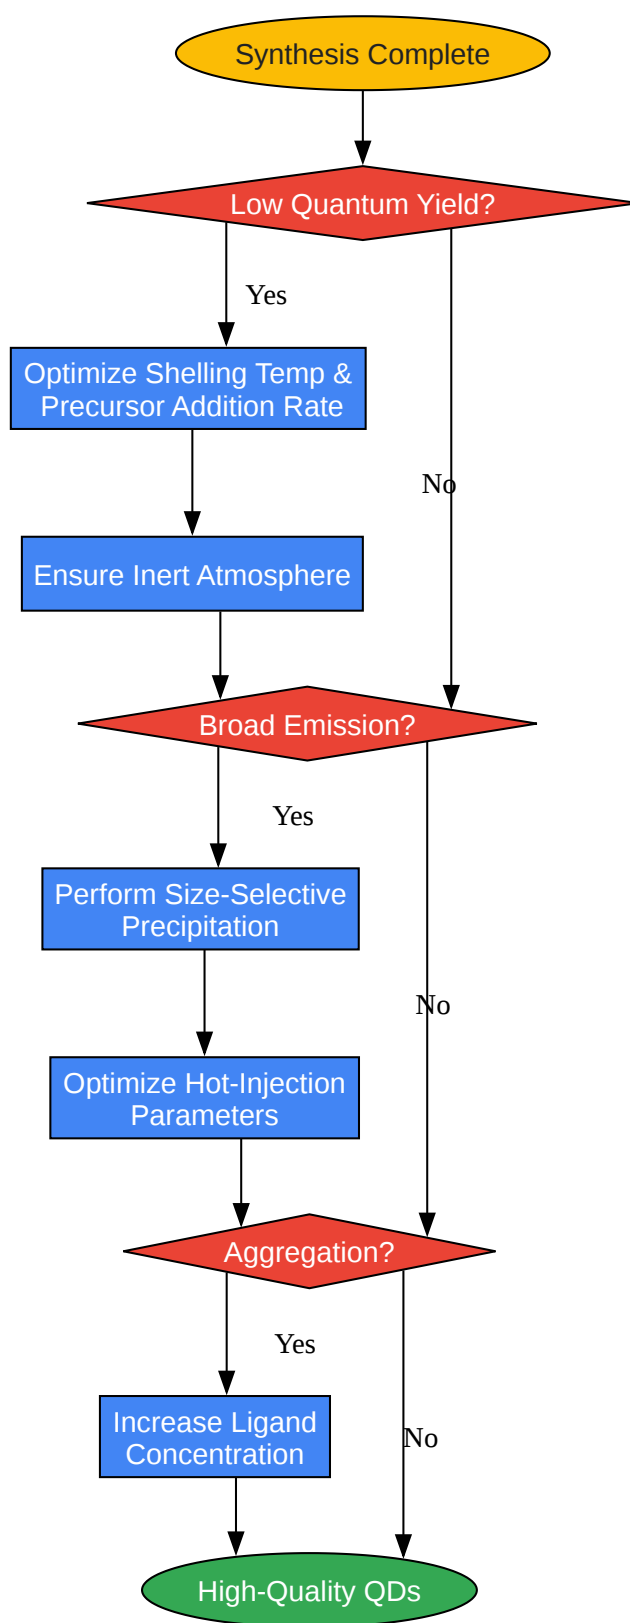 Synthesis Complete
Low Quantum Yield?
Yes
Optimize Shelling Temp &
Precursor Addition Rate
No
Ensure Inert Atmosphere
Broad Emission?
Yes
Perform Size-Selective
Precipitation
No
Optimize Hot-Injection
Parameters
Aggregation?
Yes
Increase Ligand
Concentration
No
High-Quality QDs